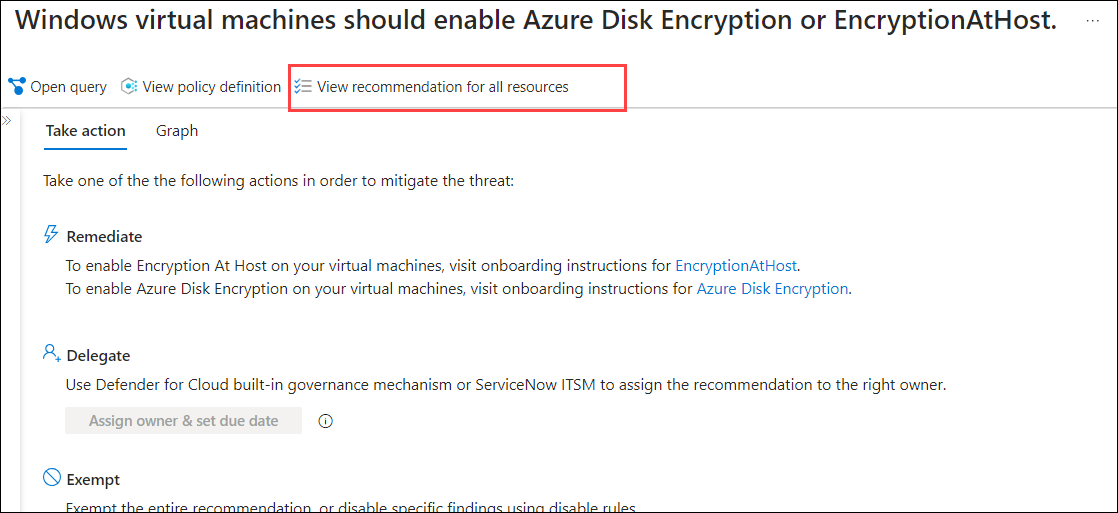 Windows virtual machines should enable Azure Disk Encryption or EncryptionAtHost. ...
Open query View policy definition View recommendation for all resources
Take action Graph
Take one of the the following actions in order to mitigate the threat:
Remediate
To enable Encryption At Host on your virtual machines, visit onboarding instructions for EncryptionAtHost.
To enable Azure Disk Encryption on your virtual machines, visit onboarding instructions for Azure Disk Encryption.
Delegate
Use Defender for Cloud built-in governance mechanism or ServiceNow ITSM to assign the recommendation to the right owner.
Assign owner & set due date
Exempt
Exempt the entire recommendation, or disable specific findings using disable rules.